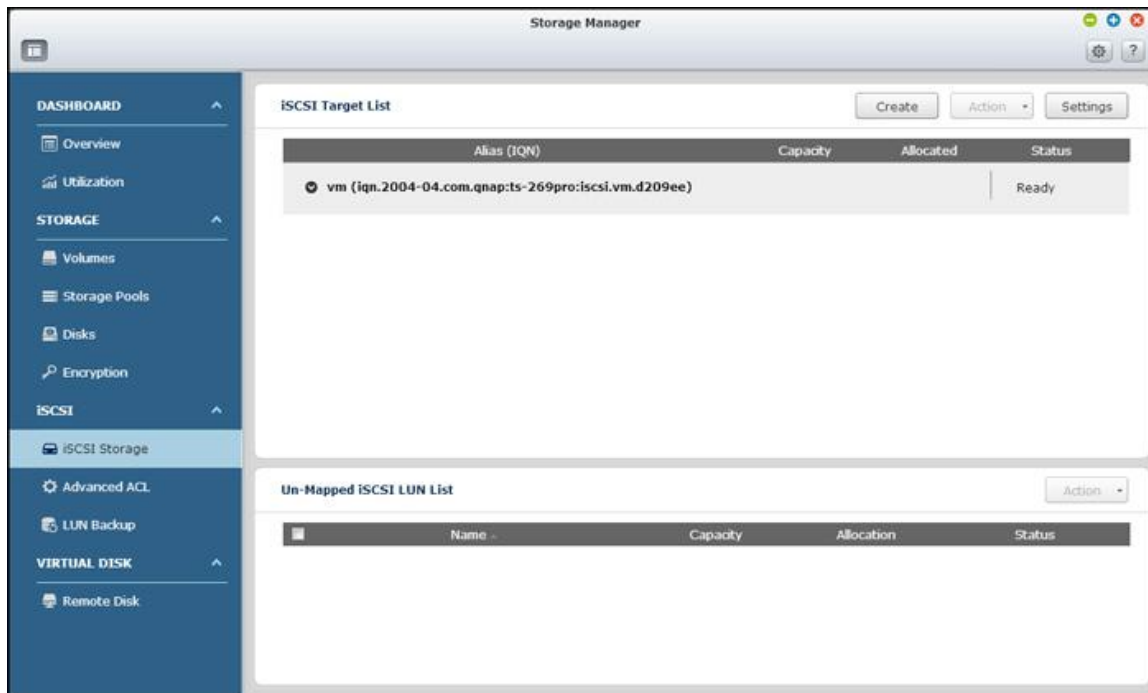 Storage Manager
?
DASHBOARD
Overview
Utilization
STORAGE
Volumes
Storage Pools
Disks
Encryption
iSCSI
iSCSI Storage
Advanced ACL
LUN Backup
VIRTUAL DISK
Remote Disk
iSCSI Target List
Create Action Settings
Alias (IQN) Capacity Allocated Status
vm (iqn.2004-04.com.qnap:ts-269pro:iscsi.vm.d209ee) Ready
Un-Mapped iSCSI LUN List
Action
Name Capacity Allocation Status